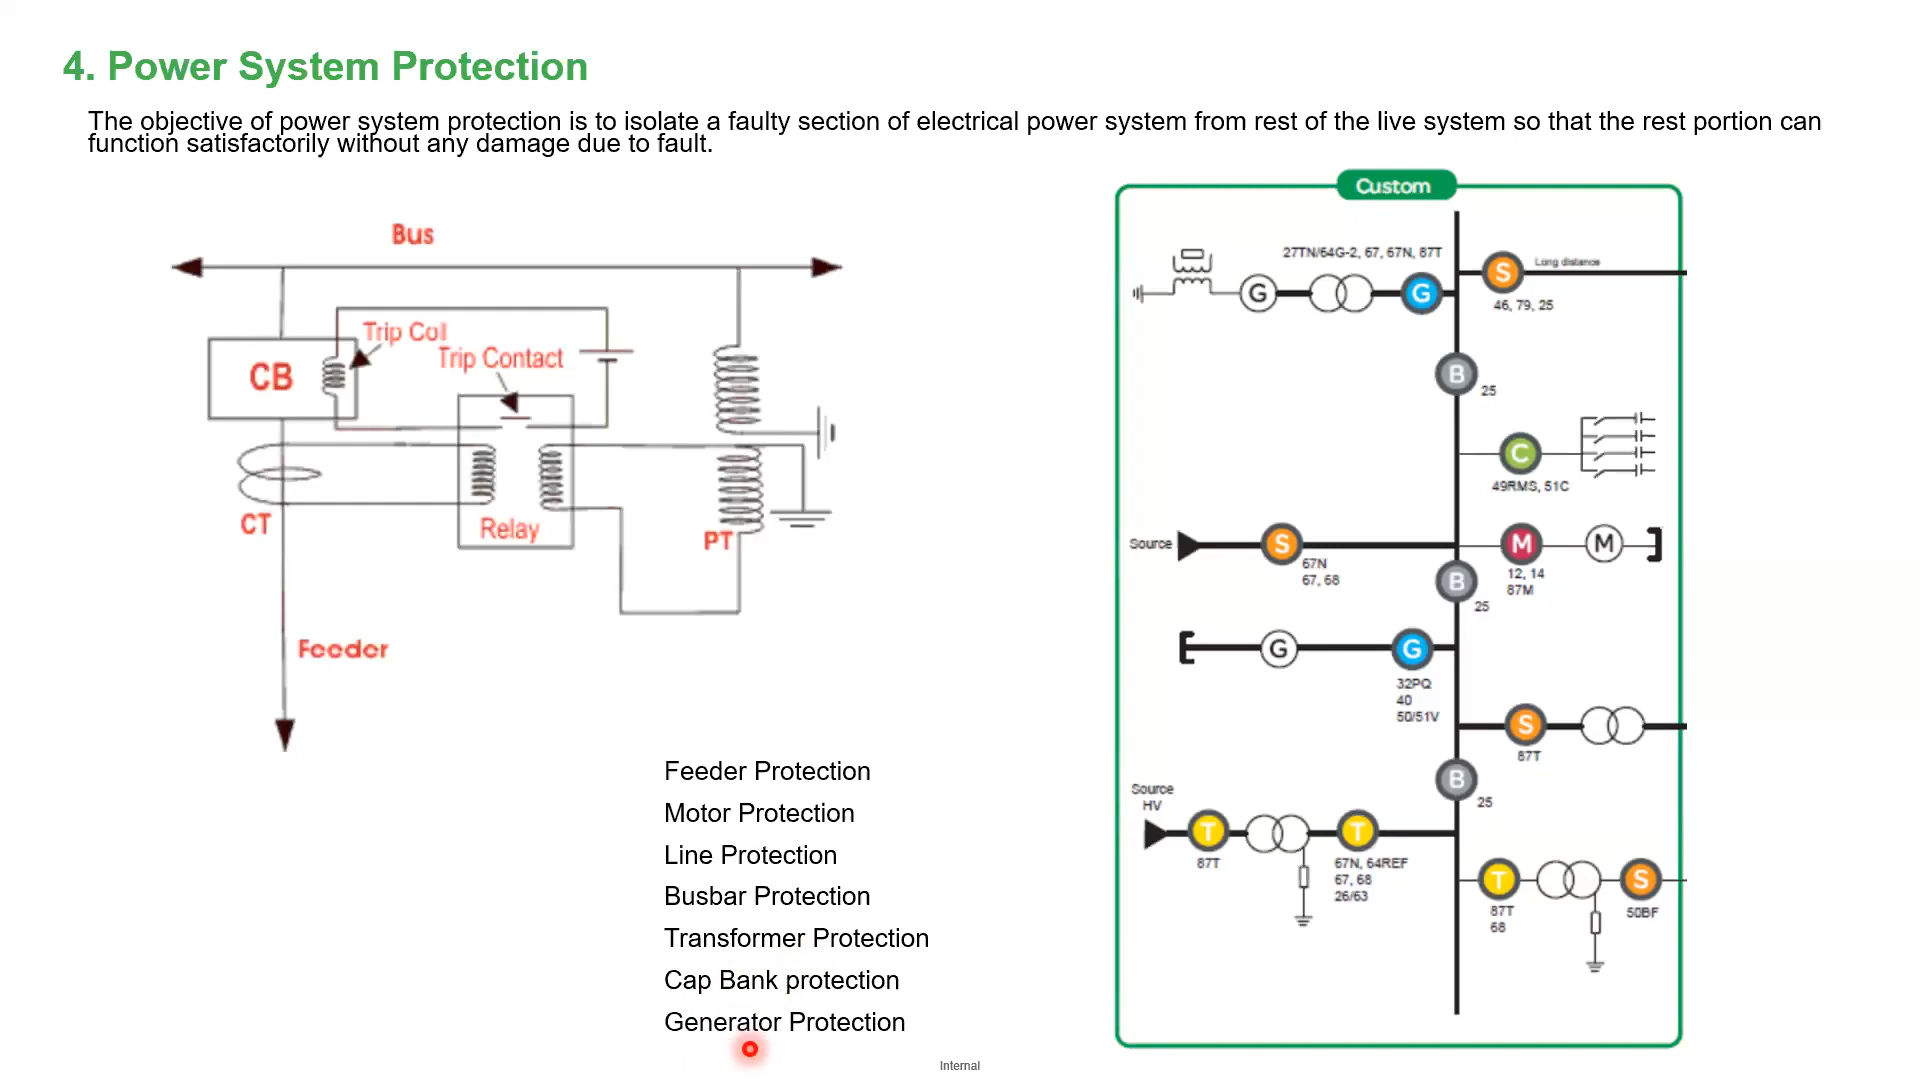 4. Power System Protection
The objective of power system protection is to isolate a faulty section of electrical power system from rest of the live system so that the rest portion can
function satisfactorily without any damage due to fault.
Bus
Trip Coil
Trip Contact
CB
CT
Relay
PT
Feeder
Feeder Protection
Motor Protection
Line Protection
Busbar Protection
Transformer Protection
Cap Bank protection
Generator Protection
Custom
27TN/64G-2, 67, 67N, 87T
G
G
S
Long distance
46, 79, 25
B
25
C
49RMS, 51C
Source
S
67N
67, 68
M
M
12, 14
87M
B
25
G
G
32PQ
40
50/51V
S
87T
B
25
Source
HV
T
87T
T
67N, 64REF
67, 68
26/63
T
87T
68
S
50BF
Internal